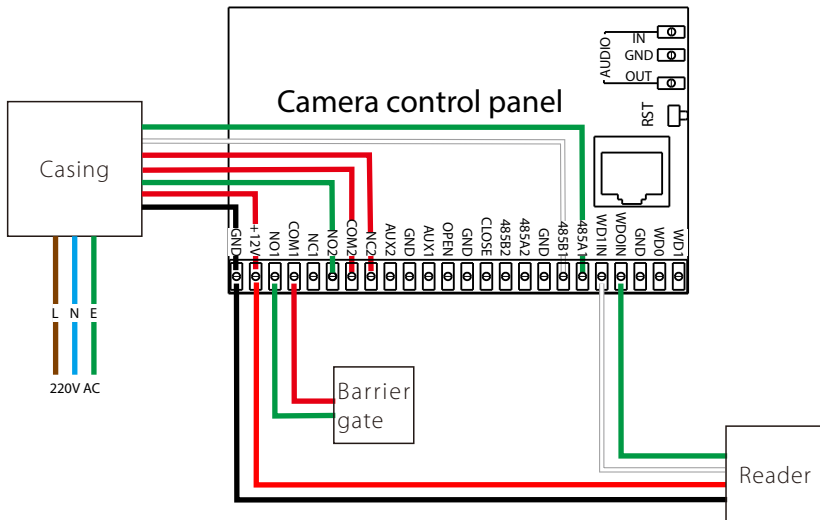 IN
AUDIO
GND
OUT
Camera control panel
RST
Casing
GND
+12V
NO1
COM1
NC1
NO2
COM2
NC2
AUX2
GND
AUX1
OPEN
GND
CLOSE
485B2
485A2
GND
485B1
485A1
WD1IN
WDOIN
GND
WD0
WD1
L N E
220V AC
Barrier
gate
Reader